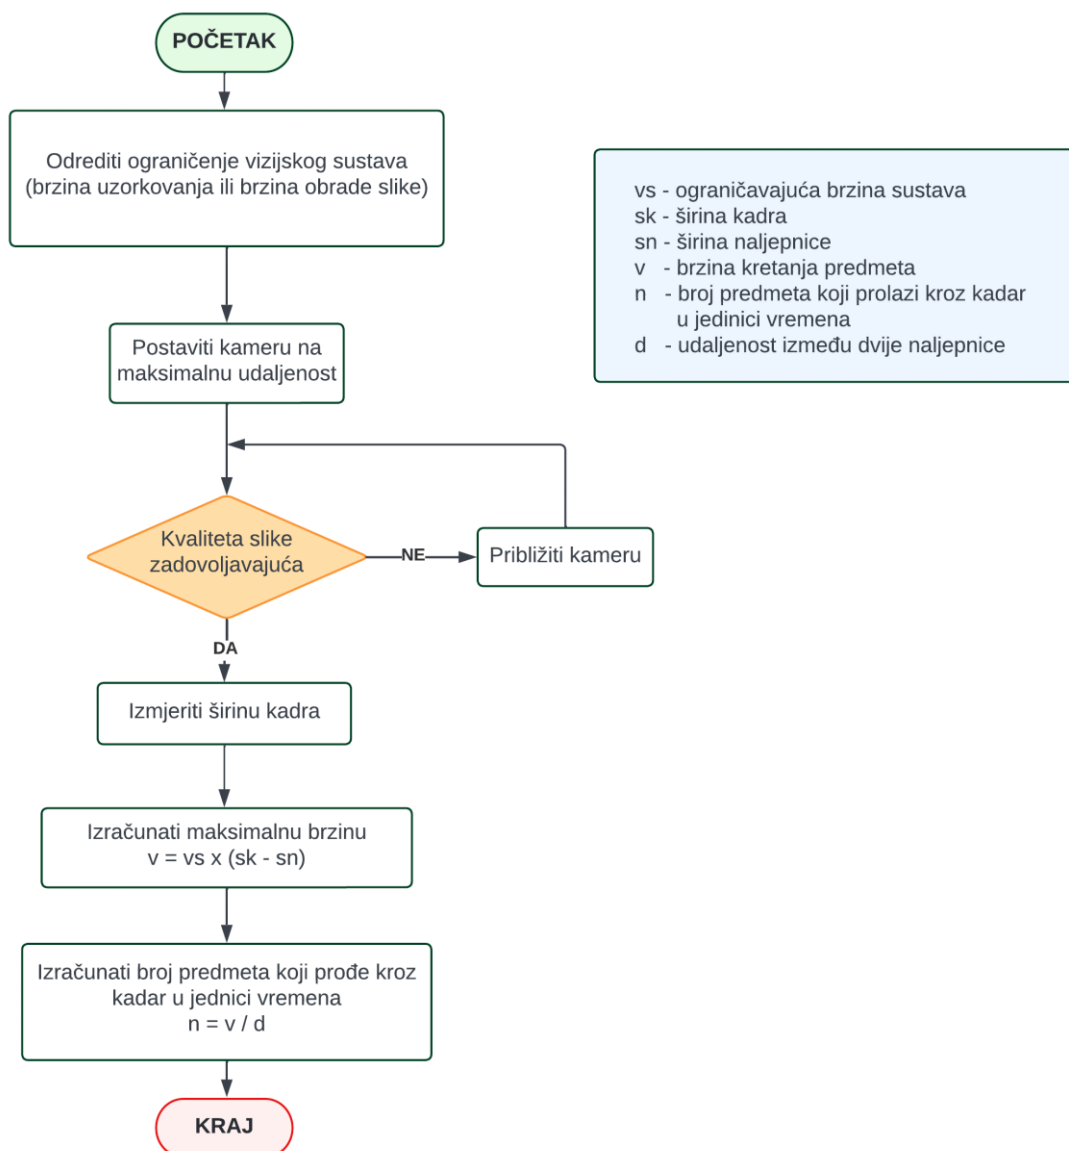 POČETAK
Odrediti ograničenje vizijskog sustava
(brzina uzorkovanja ili brzina obrade slike)
vs - ograničavajuća brzina sustava
sk - širina kadra
sn - širina naljepnice
v - brzina kretanja predmeta
n - broj predmeta koji prolazi kroz kadar
u jedinici vremena
d - udaljenost između dvije naljepnice
Postaviti kameru na
maksimalnu udaljenost
Kvaliteta slike
zadovoljavajuća
NE
Približiti kameru
DA
Izmjeriti širinu kadra
Izračunati maksimalnu brzinu
v = vs x (sk - sn)
Izračunati broj predmeta koji prođe kroz
kadar u jednici vremena
n = v / d
KRAJ